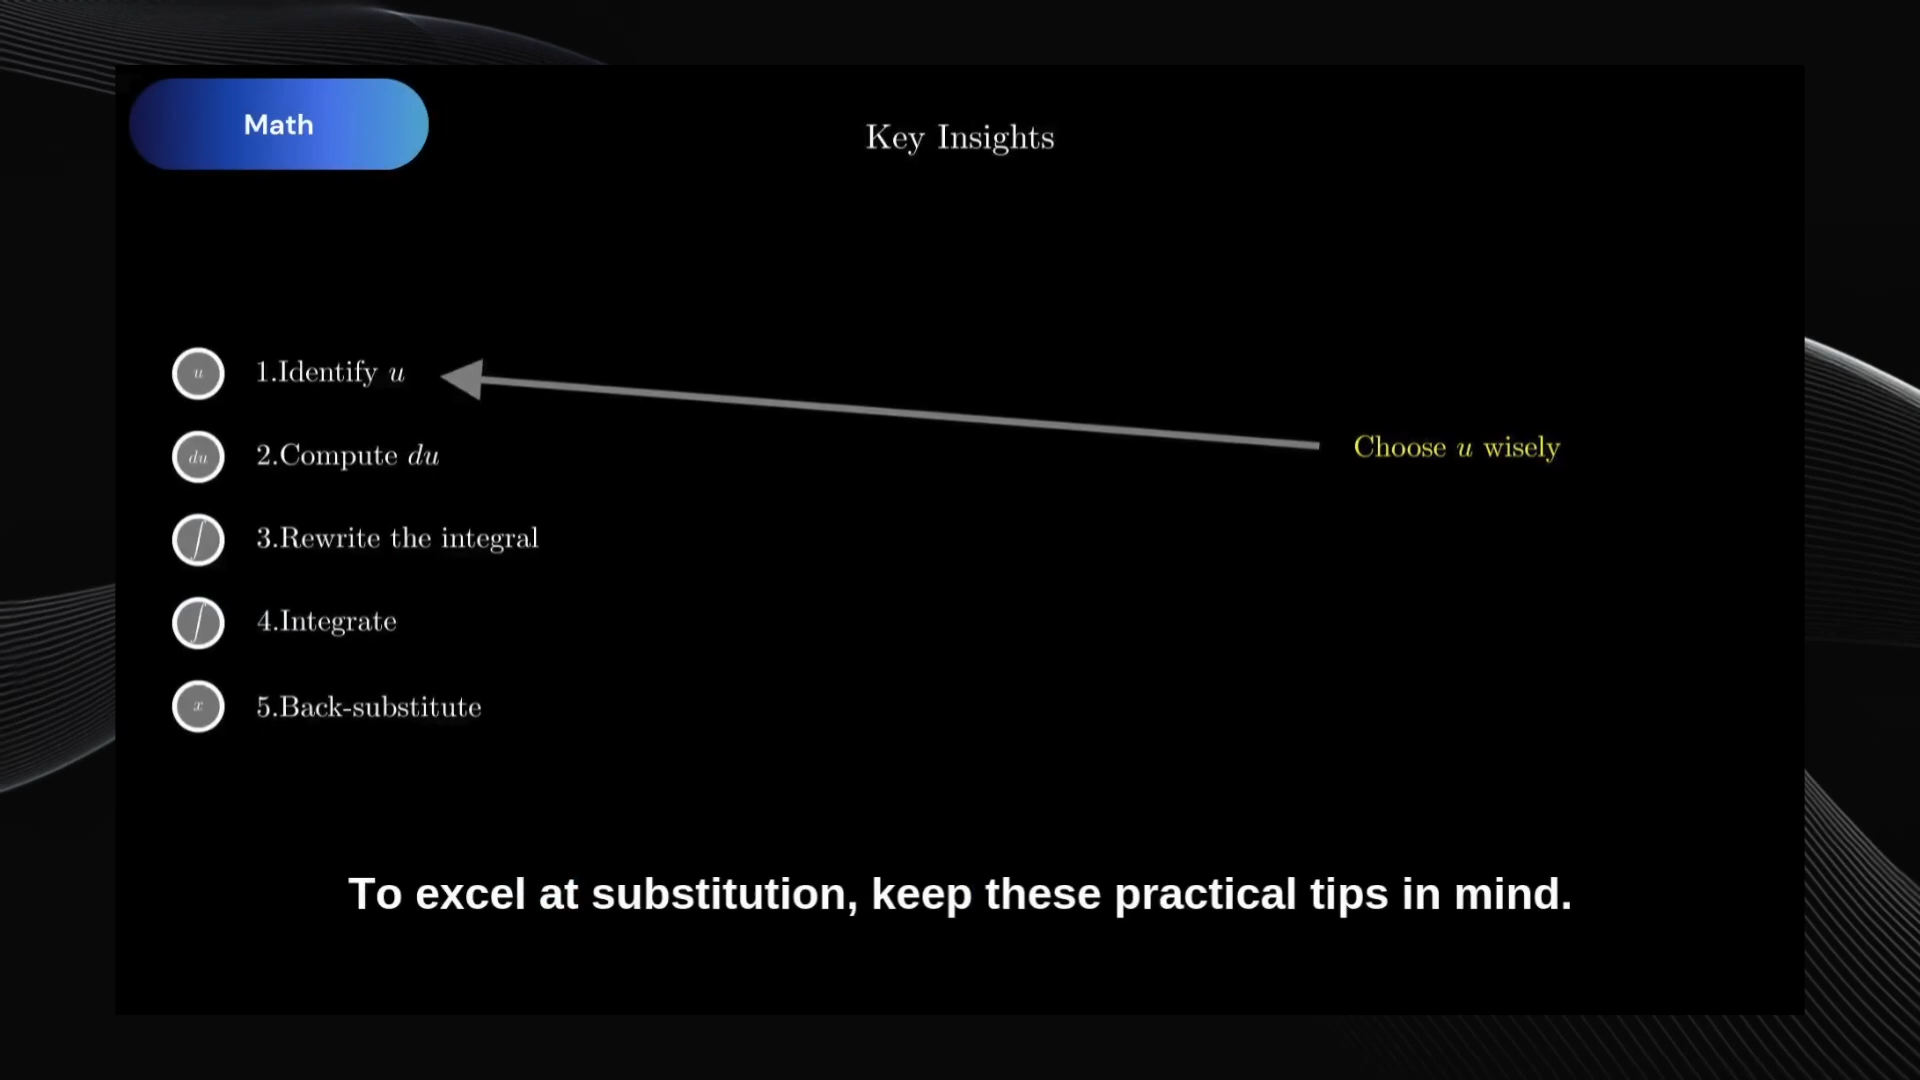 Math
Key Insights
u 1.Identify u
du 2.Compute du
Choose u wisely
∫ 3.Rewrite the integral
∫ 4.Integrate
x 5.Back-substitute
To excel at substitution, keep these practical tips in mind.